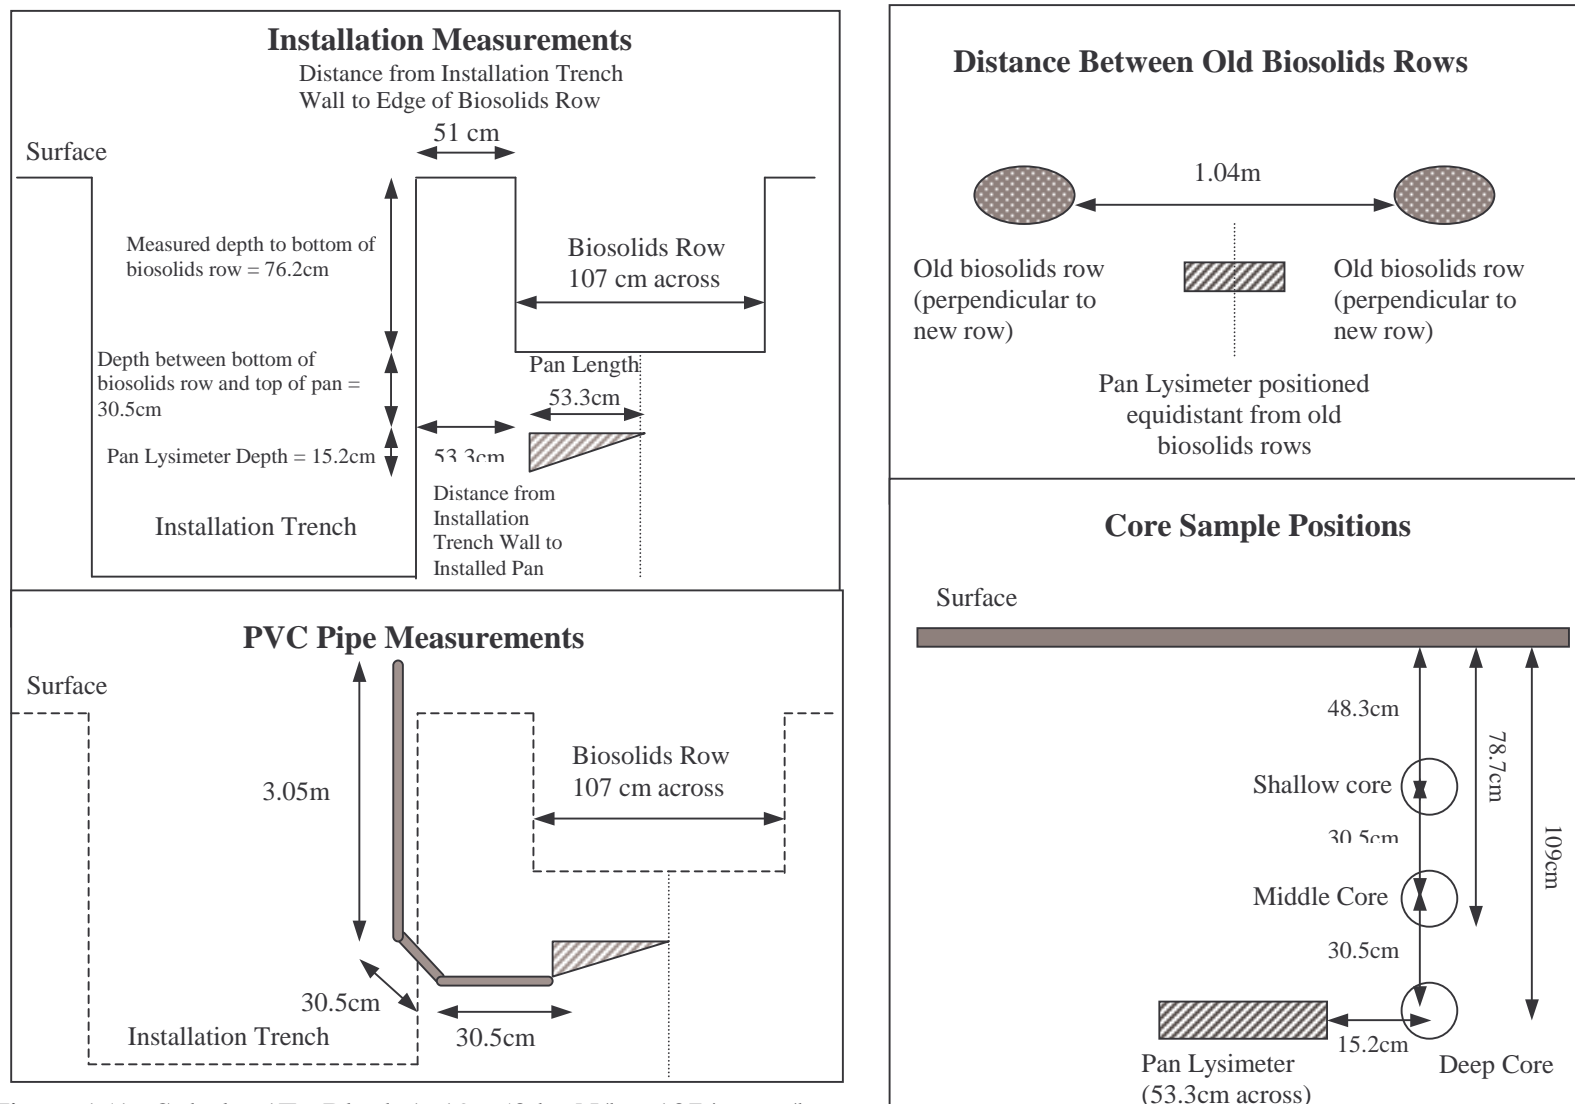 Installation Measurements
Distance from Installation Trench
Wall to Edge of Biosolids Row
51 cm
Surface
Measured depth to bottom of
biosolids row = 76.2cm
Biosolids Row
107 cm across
Depth between bottom of
biosolids row and top of pan =
30.5cm
Pan Length
53.3cm
Pan Lysimeter Depth = 15.2cm
53.3cm
Distance from
Installation
Trench Wall to
Installed Pan
Installation Trench
PVC Pipe Measurements
Surface
Biosolids Row
107 cm across
3.05m
30.5cm
30.5cm
Installation Trench
Distance Between Old Biosolids Rows
1.04m
Old biosolids row
(perpendicular to
new row)
Old biosolids row
(perpendicular to
new row)
Pan Lysimeter positioned
equidistant from old
biosolids rows
Core Sample Positions
Surface
48.3cm
78.7cm
109cm
Shallow core
30.5cm
Middle Core
30.5cm
15.2cm
Deep Core
Pan Lysimeter
(53.3cm across)